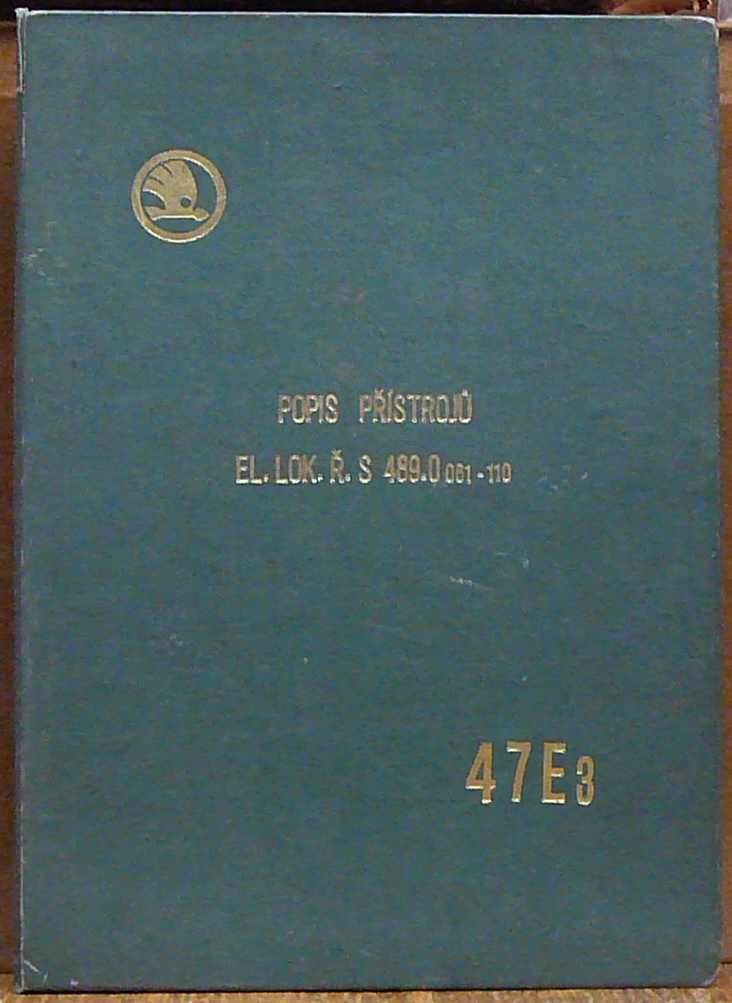 POPIS PŘÍSTROJŮ
EL. LOK. Ř. S 489.0 061 - 110
47E3